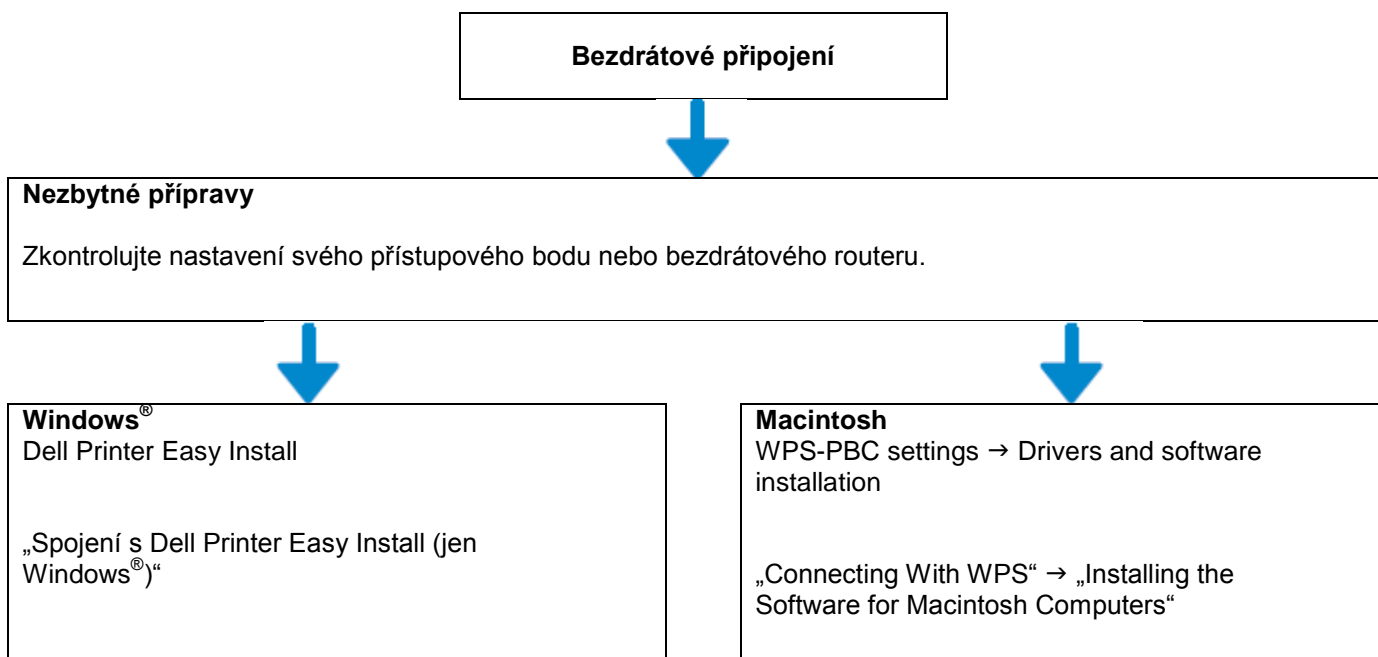 Bezdrátové připojení
Nezbytné přípravy
Zkontrolujte nastavení svého přístupového bodu nebo bezdrátového routeru.
Windows®
Dell Printer Easy Install
„Spojení s Dell Printer Easy Install (jen
Windows®)“
Macintosh
WPS-PBC settings → Drivers and software
installation
„Connecting With WPS“ → „Installing the
Software for Macintosh Computers“